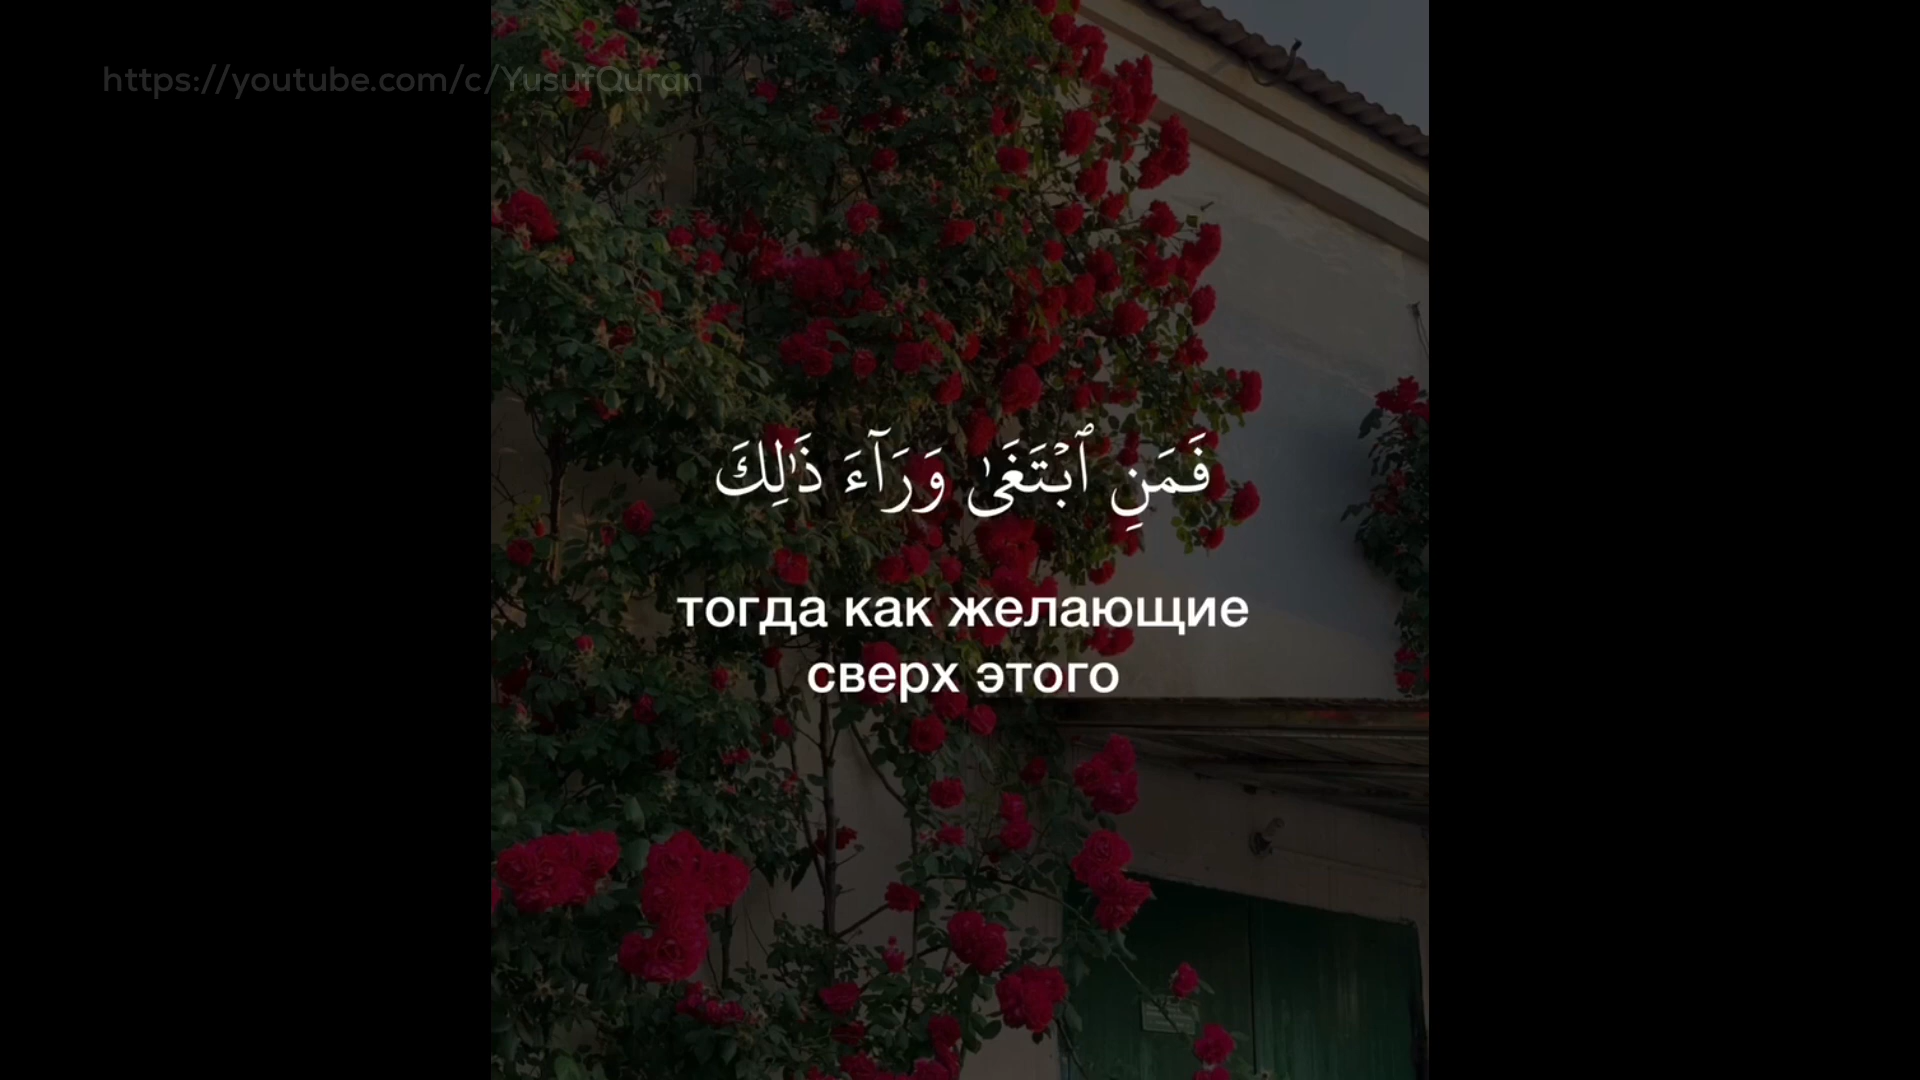 https://youtube.com/c/YusufQuran
فَمَنِ ٱبْتَغَىٰ وَرَآءَ ذَٰلِكَ
тогда как желающие
сверх этого